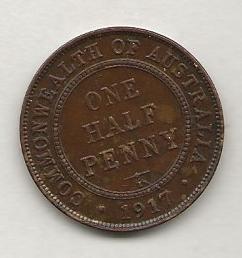 COMMONWEALTH OF AUSTRALIA
ONE
HALF
PENNY
1917